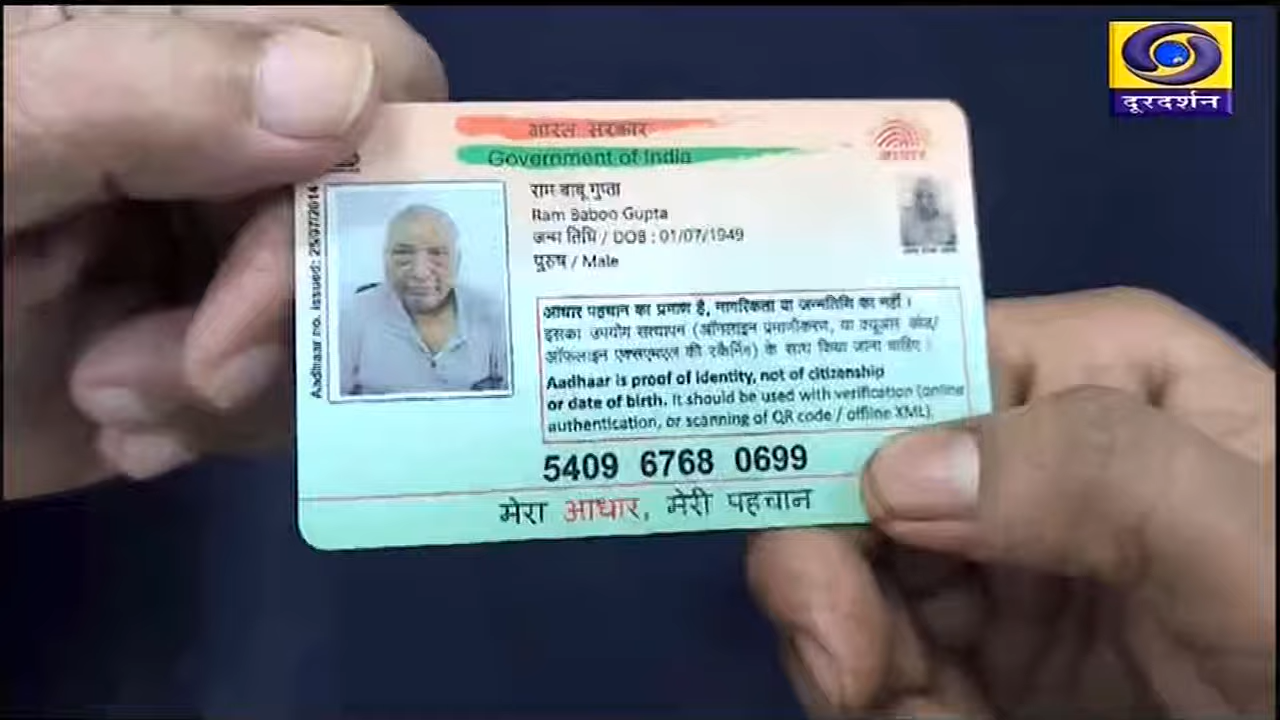 दूरदर्शन
भारत सरकार
Government of India
आधार
राम बाबू गुप्ता
Ram Baboo Gupta
जन्म तिथि / DOB : 01/07/1949
पुरुष / Male
Aadhaar no. issued: 25/07/2014
आधार पहचान का प्रमाण है, नागरिकता या जन्मतिथि का नहीं ।
इसका उपयोग सत्यापन (ऑनलाइन प्रमाणीकरण, या क्यूआर कोड/
ऑफलाइन एक्सएमएल की स्कैनिंग) के साथ किया जाना चाहिए ।
Aadhaar is proof of identity, not of citizenship
or date of birth. It should be used with verification (online
authentication, or scanning of QR code / offline XML).
5409 6768 0699
मेरा आधार, मेरी पहचान